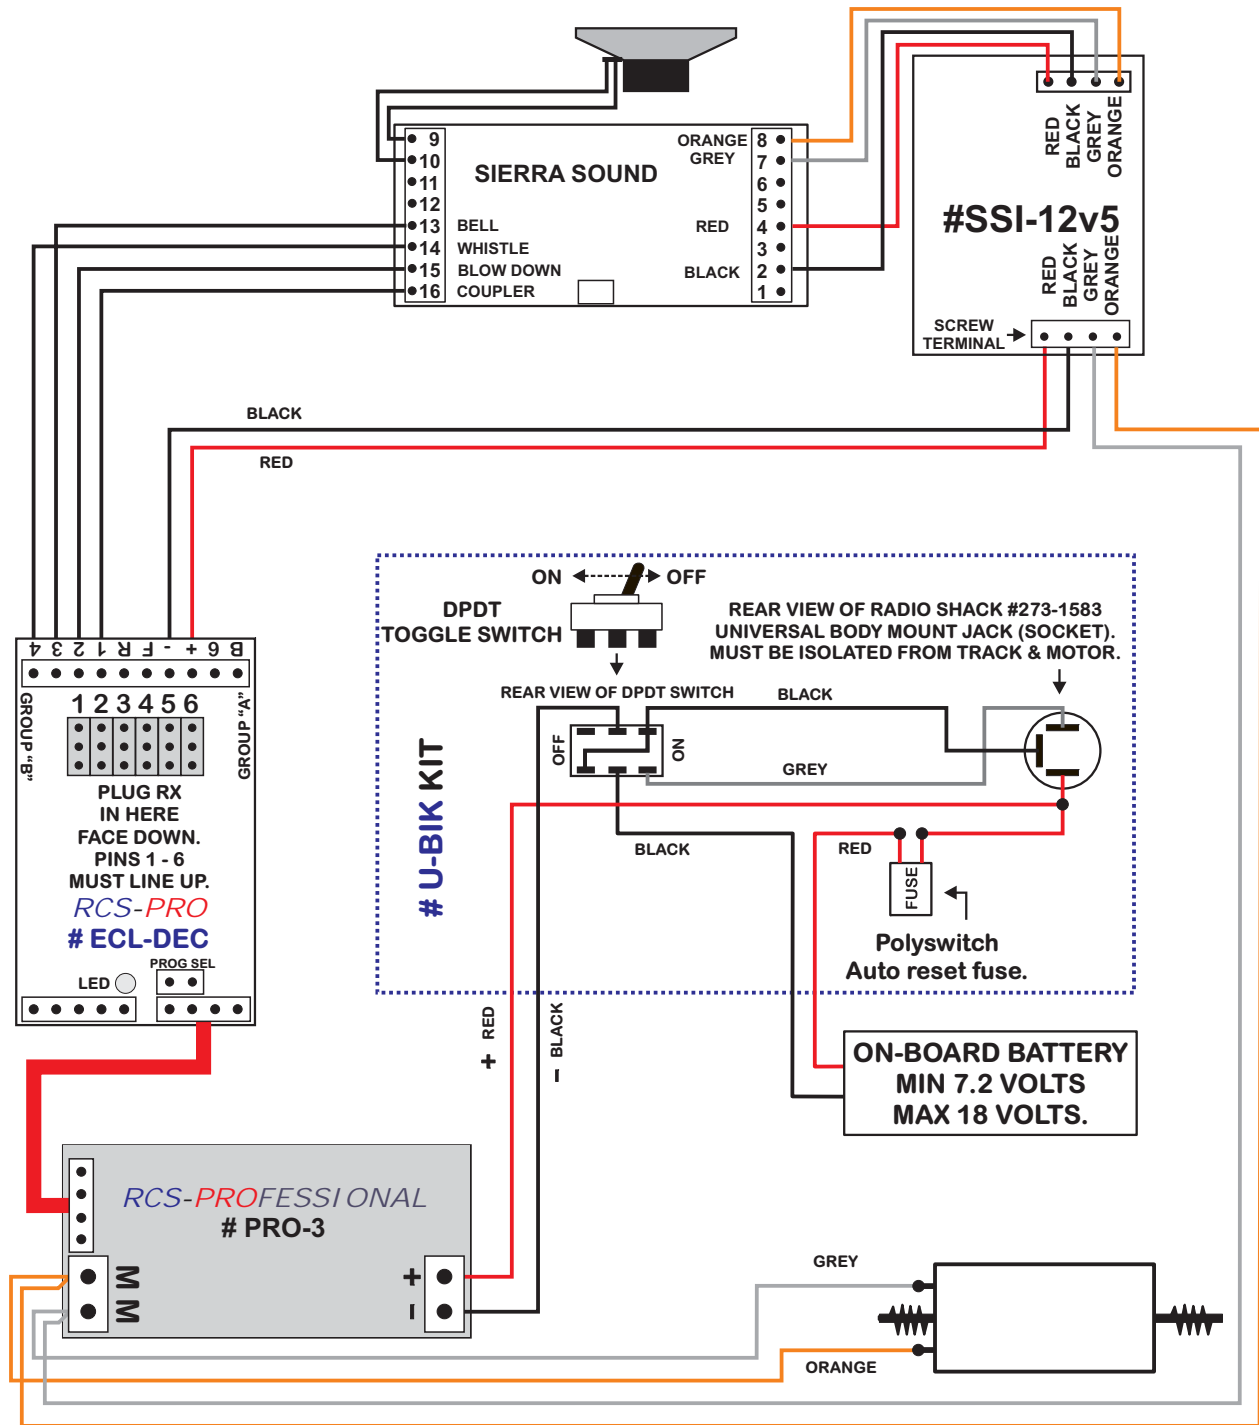 9
10
11
12
13 BELL
14 WHISTLE
15 BLOW DOWN
16 COUPLER
SIERRA SOUND
ORANGE 8
GREY 7
6
5
RED 4
3
BLACK 2
1
RED
BLACK
GREY
ORANGE
#SSI-12v5
RED
BLACK
GREY
ORANGE
SCREW
TERMINAL
BLACK
RED
4 3 2 1 R F - + 6 B
GROUP "B"
GROUP "A"
1 2 3 4 5 6
PLUG RX
IN HERE
FACE DOWN.
PINS 1 - 6
MUST LINE UP.
RCS-PRO
# ECL-DEC
PROG SEL
LED
ON OFF
DPDT
TOGGLE SWITCH
REAR VIEW OF RADIO SHACK #273-1583
UNIVERSAL BODY MOUNT JACK (SOCKET).
MUST BE ISOLATED FROM TRACK & MOTOR.
REAR VIEW OF DPDT SWITCH
BLACK
OFF
ON
GREY
# U-BIK KIT
BLACK
RED
FUSE
Polyswitch
Auto reset fuse.
+ RED
- BLACK
ON-BOARD BATTERY
MIN 7.2 VOLTS
MAX 18 VOLTS.
RCS-PROFESSIONAL
# PRO-3
M
M
+
-
GREY
ORANGE